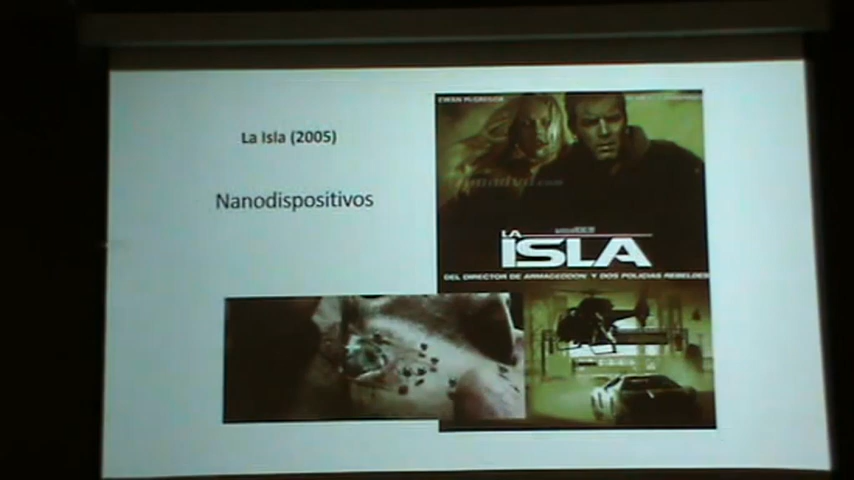 La Isla (2005)
Nanodispositivos
EWAN McGREGOR
LA
ISLA
DEL DIRECTOR DE ARMAGEDDON Y DOS POLICIAS REBELDES